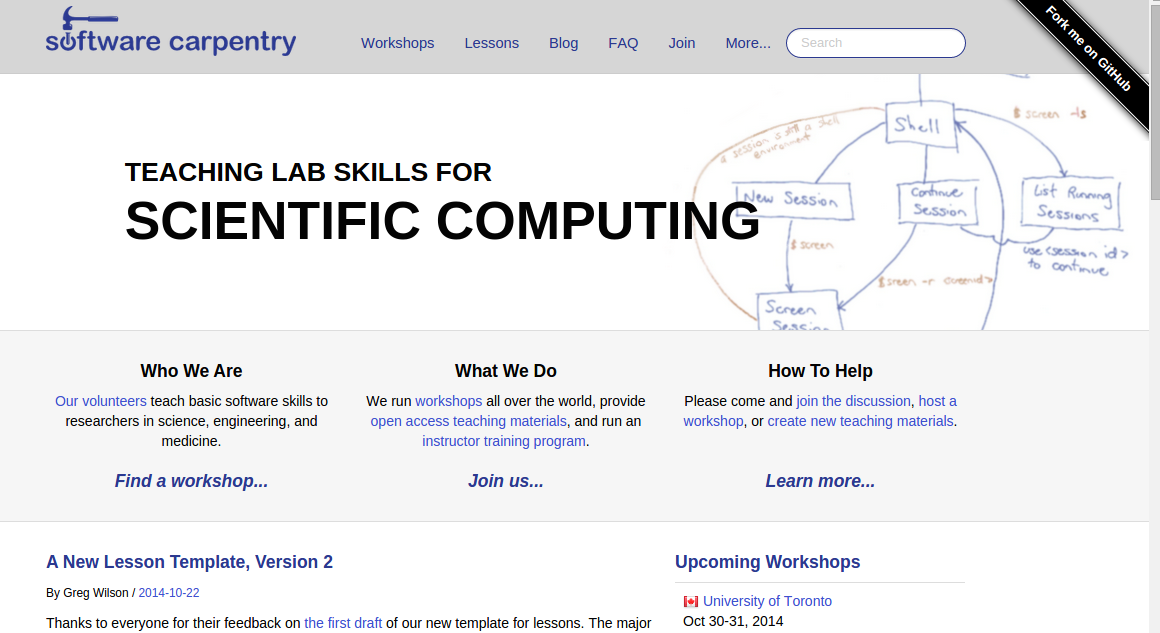 software carpentry
Workshops Lessons Blog FAQ Join More... Search
Fork me on GitHub
TEACHING LAB SKILLS FOR
SCIENTIFIC COMPUTING
Shell
$ screen -ls
a session is still a shell
environment
New Session
Continue
Session
List Running
Sessions
$ screen
use <session id>
to continue
$ sreen -r
Screen
Session
Who We Are
Our volunteers teach basic software skills to
researchers in science, engineering, and
medicine.
Find a workshop...
What We Do
We run workshops all over the world, provide
open access teaching materials, and run an
instructor training program.
Join us...
How To Help
Please come and join the discussion, host a
workshop, or create new teaching materials.
Learn more...
A New Lesson Template, Version 2
By Greg Wilson / 2014-10-22
Thanks to everyone for their feedback on the first draft of our new template for lessons. The major
Upcoming Workshops
University of Toronto
Oct 30-31, 2014